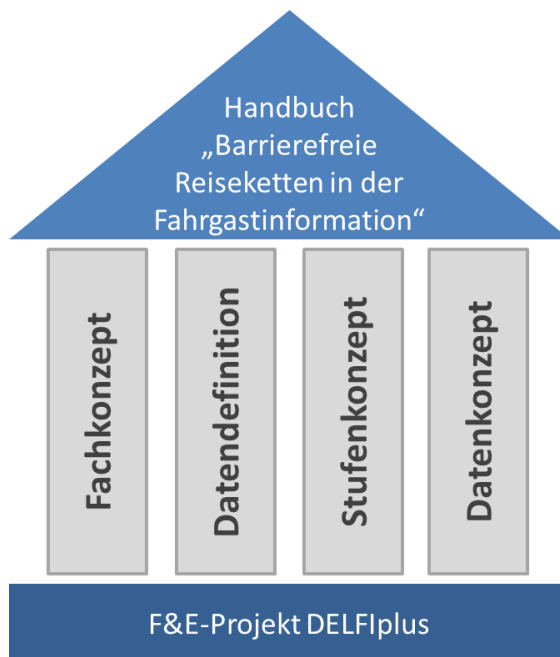 Handbuch
„Barrierefreie
Reiseketten in der
Fahrgastinformation“
Fachkonzept
Datendefinition
Stufenkonzept
Datenkonzept
F&E-Projekt DELFIplus